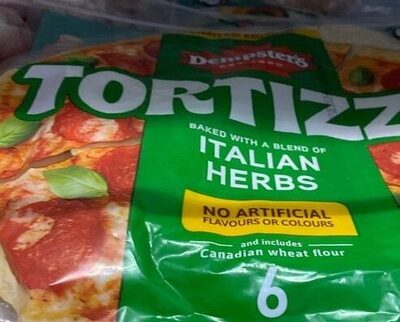 Dempster's
TORTIZZ
BAKED WITH A BLEND OF
ITALIAN
HERBS
NO ARTIFICIAL
FLAVOURS OR COLOURS
and includes
Canadian wheat flour
6